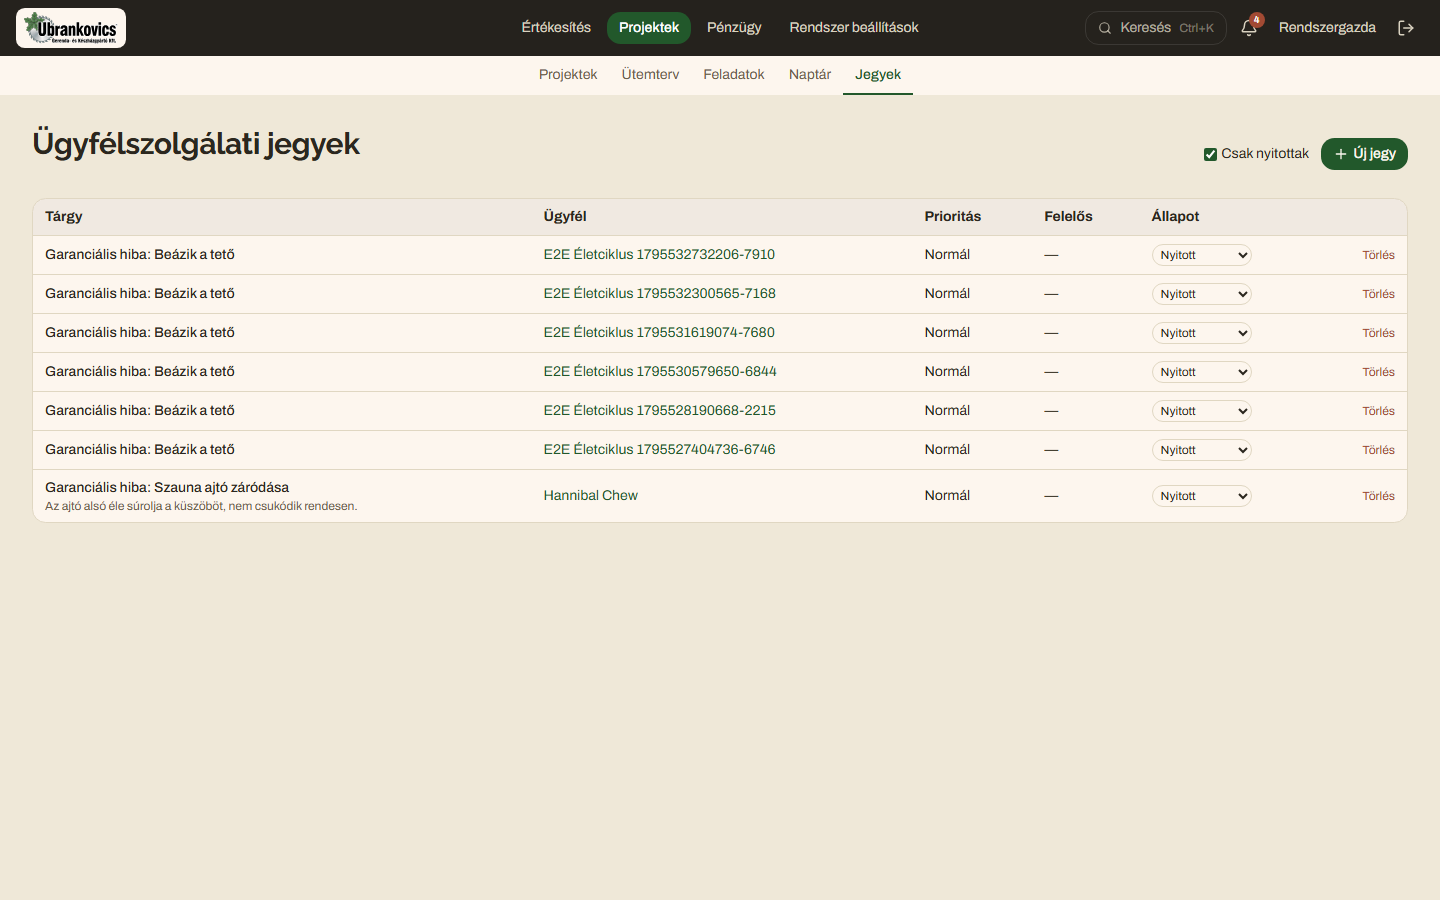 Ubrankovics
Gerenda- és Készházgyártó Kft.
Értékesítés Projektek Pénzügy Rendszer beállítások Keresés Ctrl+K 4 Rendszergazda
Projektek Ütemterv Feladatok Naptár Jegyek
Ügyfélszolgálati jegyek
Csak nyitottak + Új jegy
Tárgy Ügyfél Prioritás Felelős Állapot
Garanciális hiba: Beázik a tető E2E Életciklus 1795532732206-7910 Normál — Nyitott Törlés
Garanciális hiba: Beázik a tető E2E Életciklus 1795532300565-7168 Normál — Nyitott Törlés
Garanciális hiba: Beázik a tető E2E Életciklus 1795531619074-7680 Normál — Nyitott Törlés
Garanciális hiba: Beázik a tető E2E Életciklus 1795530579650-6844 Normál — Nyitott Törlés
Garanciális hiba: Beázik a tető E2E Életciklus 1795528190668-2215 Normál — Nyitott Törlés
Garanciális hiba: Beázik a tető E2E Életciklus 1795527404736-6746 Normál — Nyitott Törlés
Garanciális hiba: Szauna ajtó záródása Hannibal Chew Normál — Nyitott Törlés
Az ajtó alsó éle súrolja a küszöböt, nem csukódik rendesen.